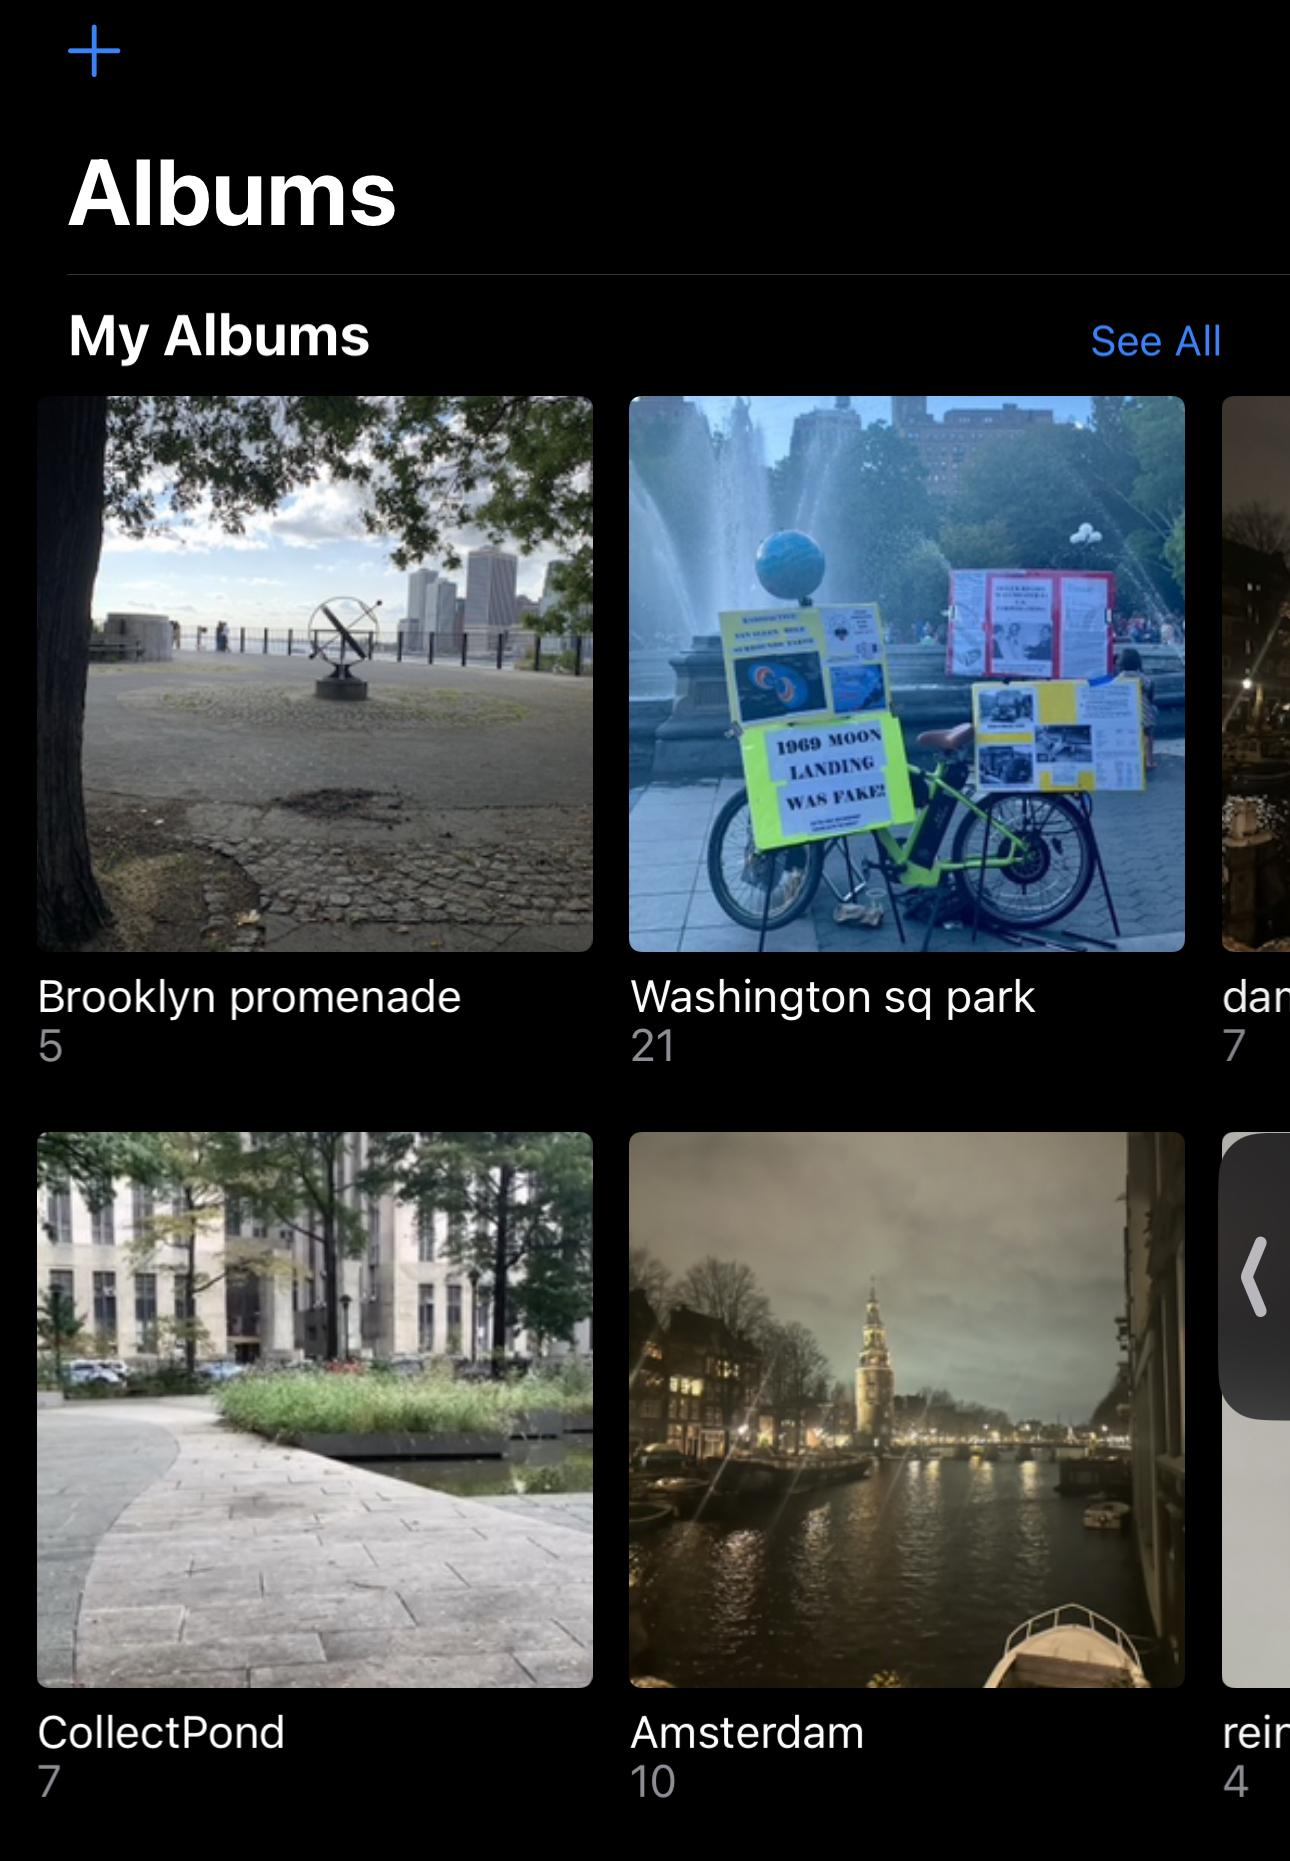 Albums
My Albums
See All
1969 MOON
LANDING
WAS FAKE!
Brooklyn promenade
5
Washington sq park
21
dam
7
CollectPond
7
Amsterdam
10
rein
4